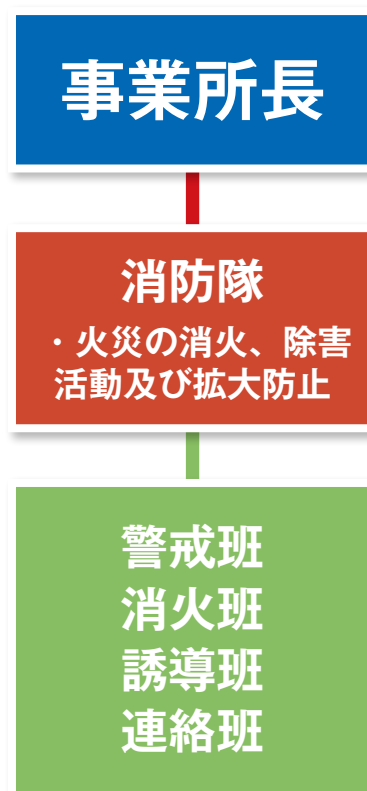 事業所長
消防隊
・火災の消火、除害
活動及び拡大防止
警戒班
消火班
誘導班
連絡班